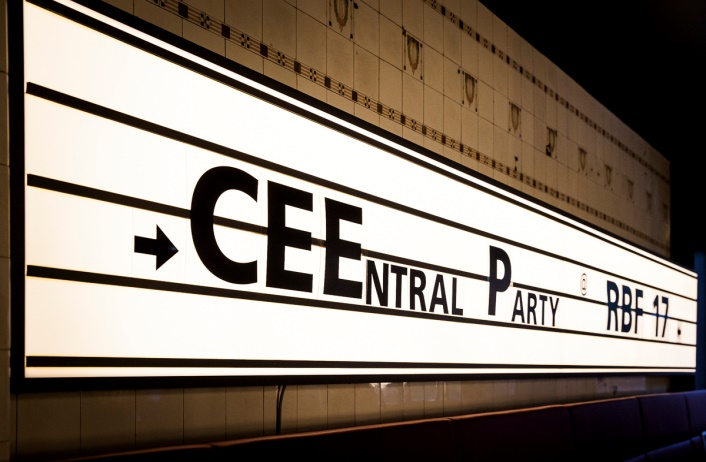 → CEENTRAL PARTY @ RBF 17